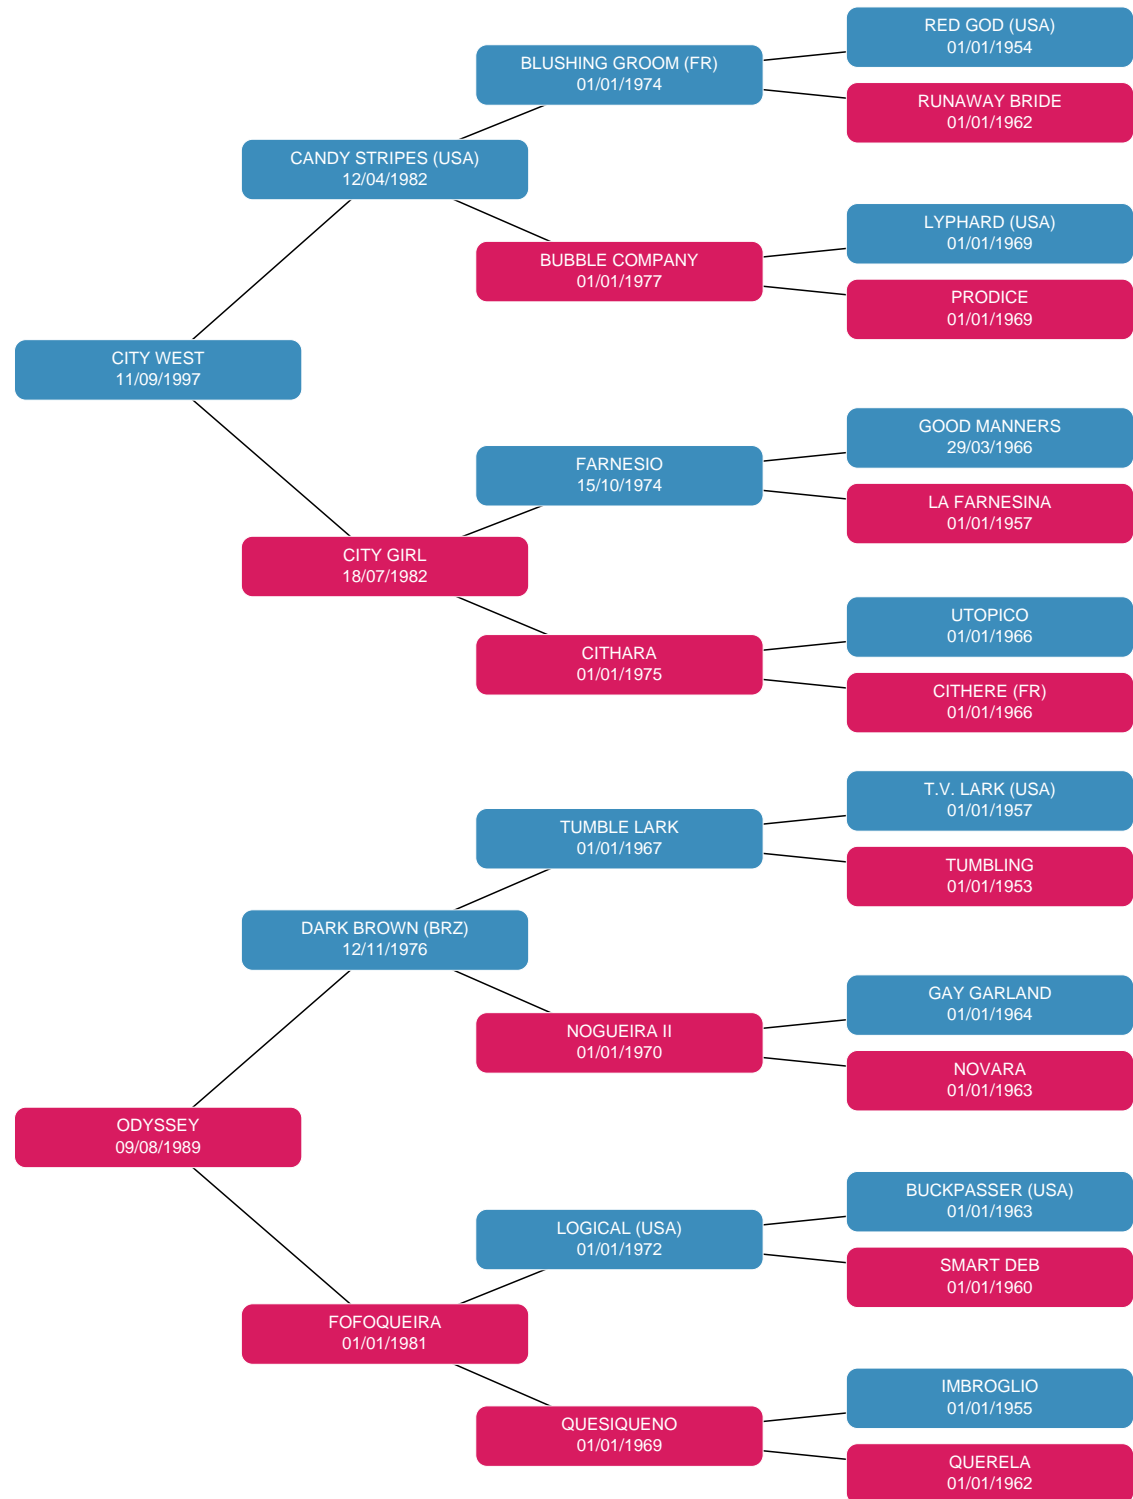 RED GOD (USA)
01/01/1954
BLUSHING GROOM (FR)
01/01/1974
RUNAWAY BRIDE
01/01/1962
CANDY STRIPES (USA)
12/04/1982
LYPHARD (USA)
01/01/1969
BUBBLE COMPANY
01/01/1977
PRODICE
01/01/1969
CITY WEST
11/09/1997
GOOD MANNERS
29/03/1966
FARNESIO
15/10/1974
LA FARNESINA
01/01/1957
CITY GIRL
18/07/1982
UTOPICO
01/01/1966
CITHARA
01/01/1975
CITHERE (FR)
01/01/1966
T.V. LARK (USA)
01/01/1957
TUMBLE LARK
01/01/1967
TUMBLING
01/01/1953
DARK BROWN (BRZ)
12/11/1976
GAY GARLAND
01/01/1964
NOGUEIRA II
01/01/1970
NOVARA
01/01/1963
ODYSSEY
09/08/1989
BUCKPASSER (USA)
01/01/1963
LOGICAL (USA)
01/01/1972
SMART DEB
01/01/1960
FOFOQUEIRA
01/01/1981
IMBROGLIO
01/01/1955
QUESIQUENO
01/01/1969
QUERELA
01/01/1962